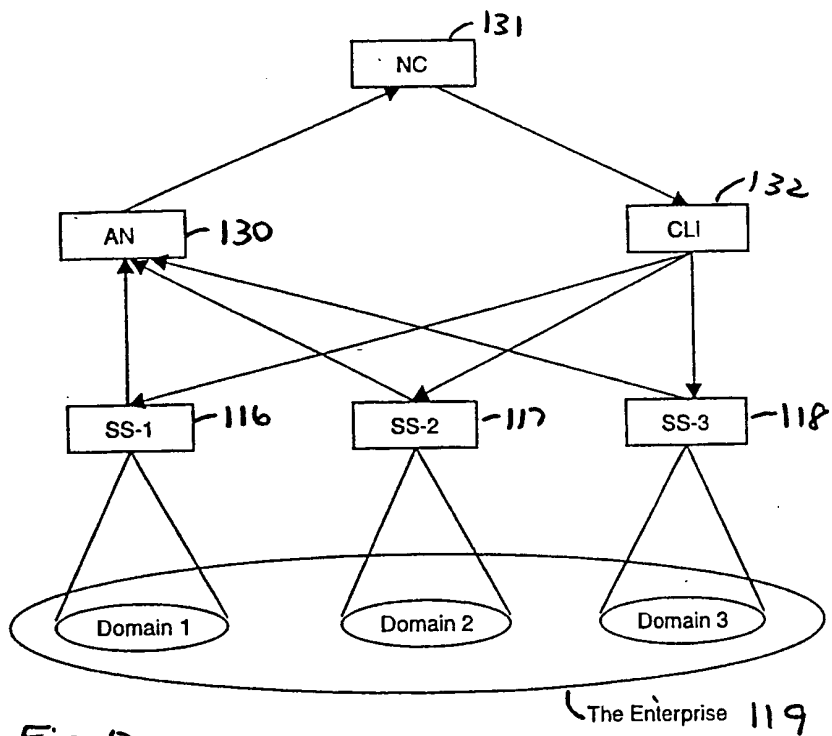 131
NC
132
AN
130
CLI
SS-1
116
SS-2
117
SS-3
118
Domain 1
Domain 2
Domain 3
The Enterprise 119